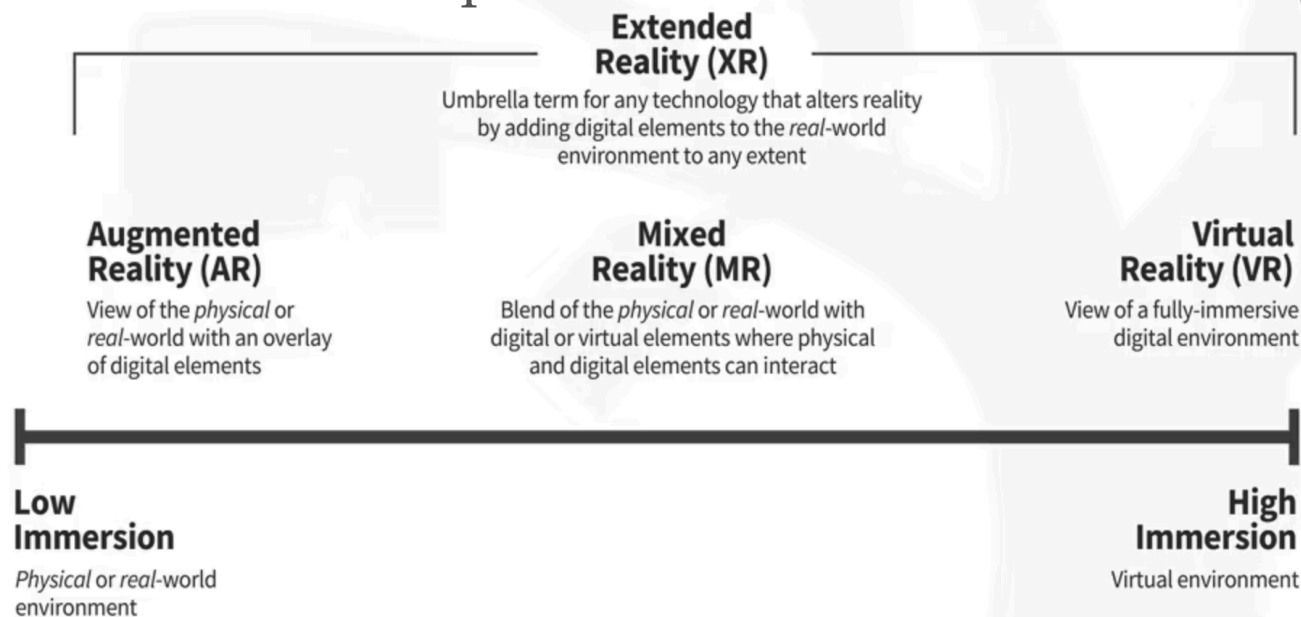 Extended
Reality (XR)
Umbrella term for any technology that alters reality
by adding digital elements to the real-world
environment to any extent
Augmented
Reality (AR)
View of the physical or
real-world with an overlay
of digital elements
Mixed
Reality (MR)
Blend of the physical or real-world with
digital or virtual elements where physical
and digital elements can interact
Virtual
Reality (VR)
View of a fully-immersive
digital environment
Low
Immersion
Physical or real-world
environment
High
Immersion
Virtual environment